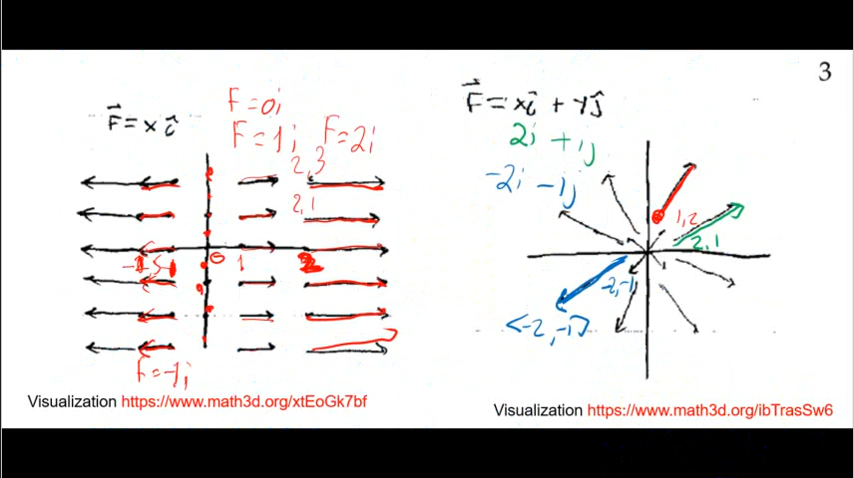 3
F = x î
F = 0i
F = 1i F = 2i
2, 3
2, 1
0 1 2
F = -1i
Visualization https://www.math3d.org/xtEoGk7bf
F = xî + yĵ
2i + 1j
-2i - 1j
1, 2
2, 1
-2, -1
<-2, -1>
Visualization https://www.math3d.org/ibTrasSw6